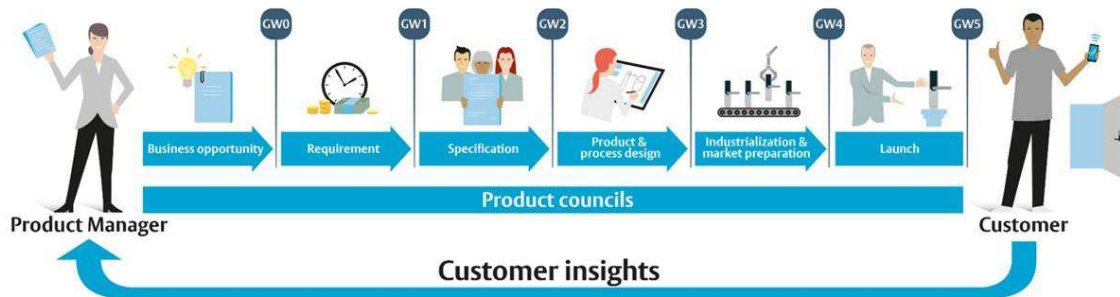 GW0
GW1
GW2
GW3
GW4
GW5
Business opportunity
Requirement
Specification
Product &
process design
Industrialization &
market preparation
Launch
Product councils
Product Manager
Customer
Customer insights